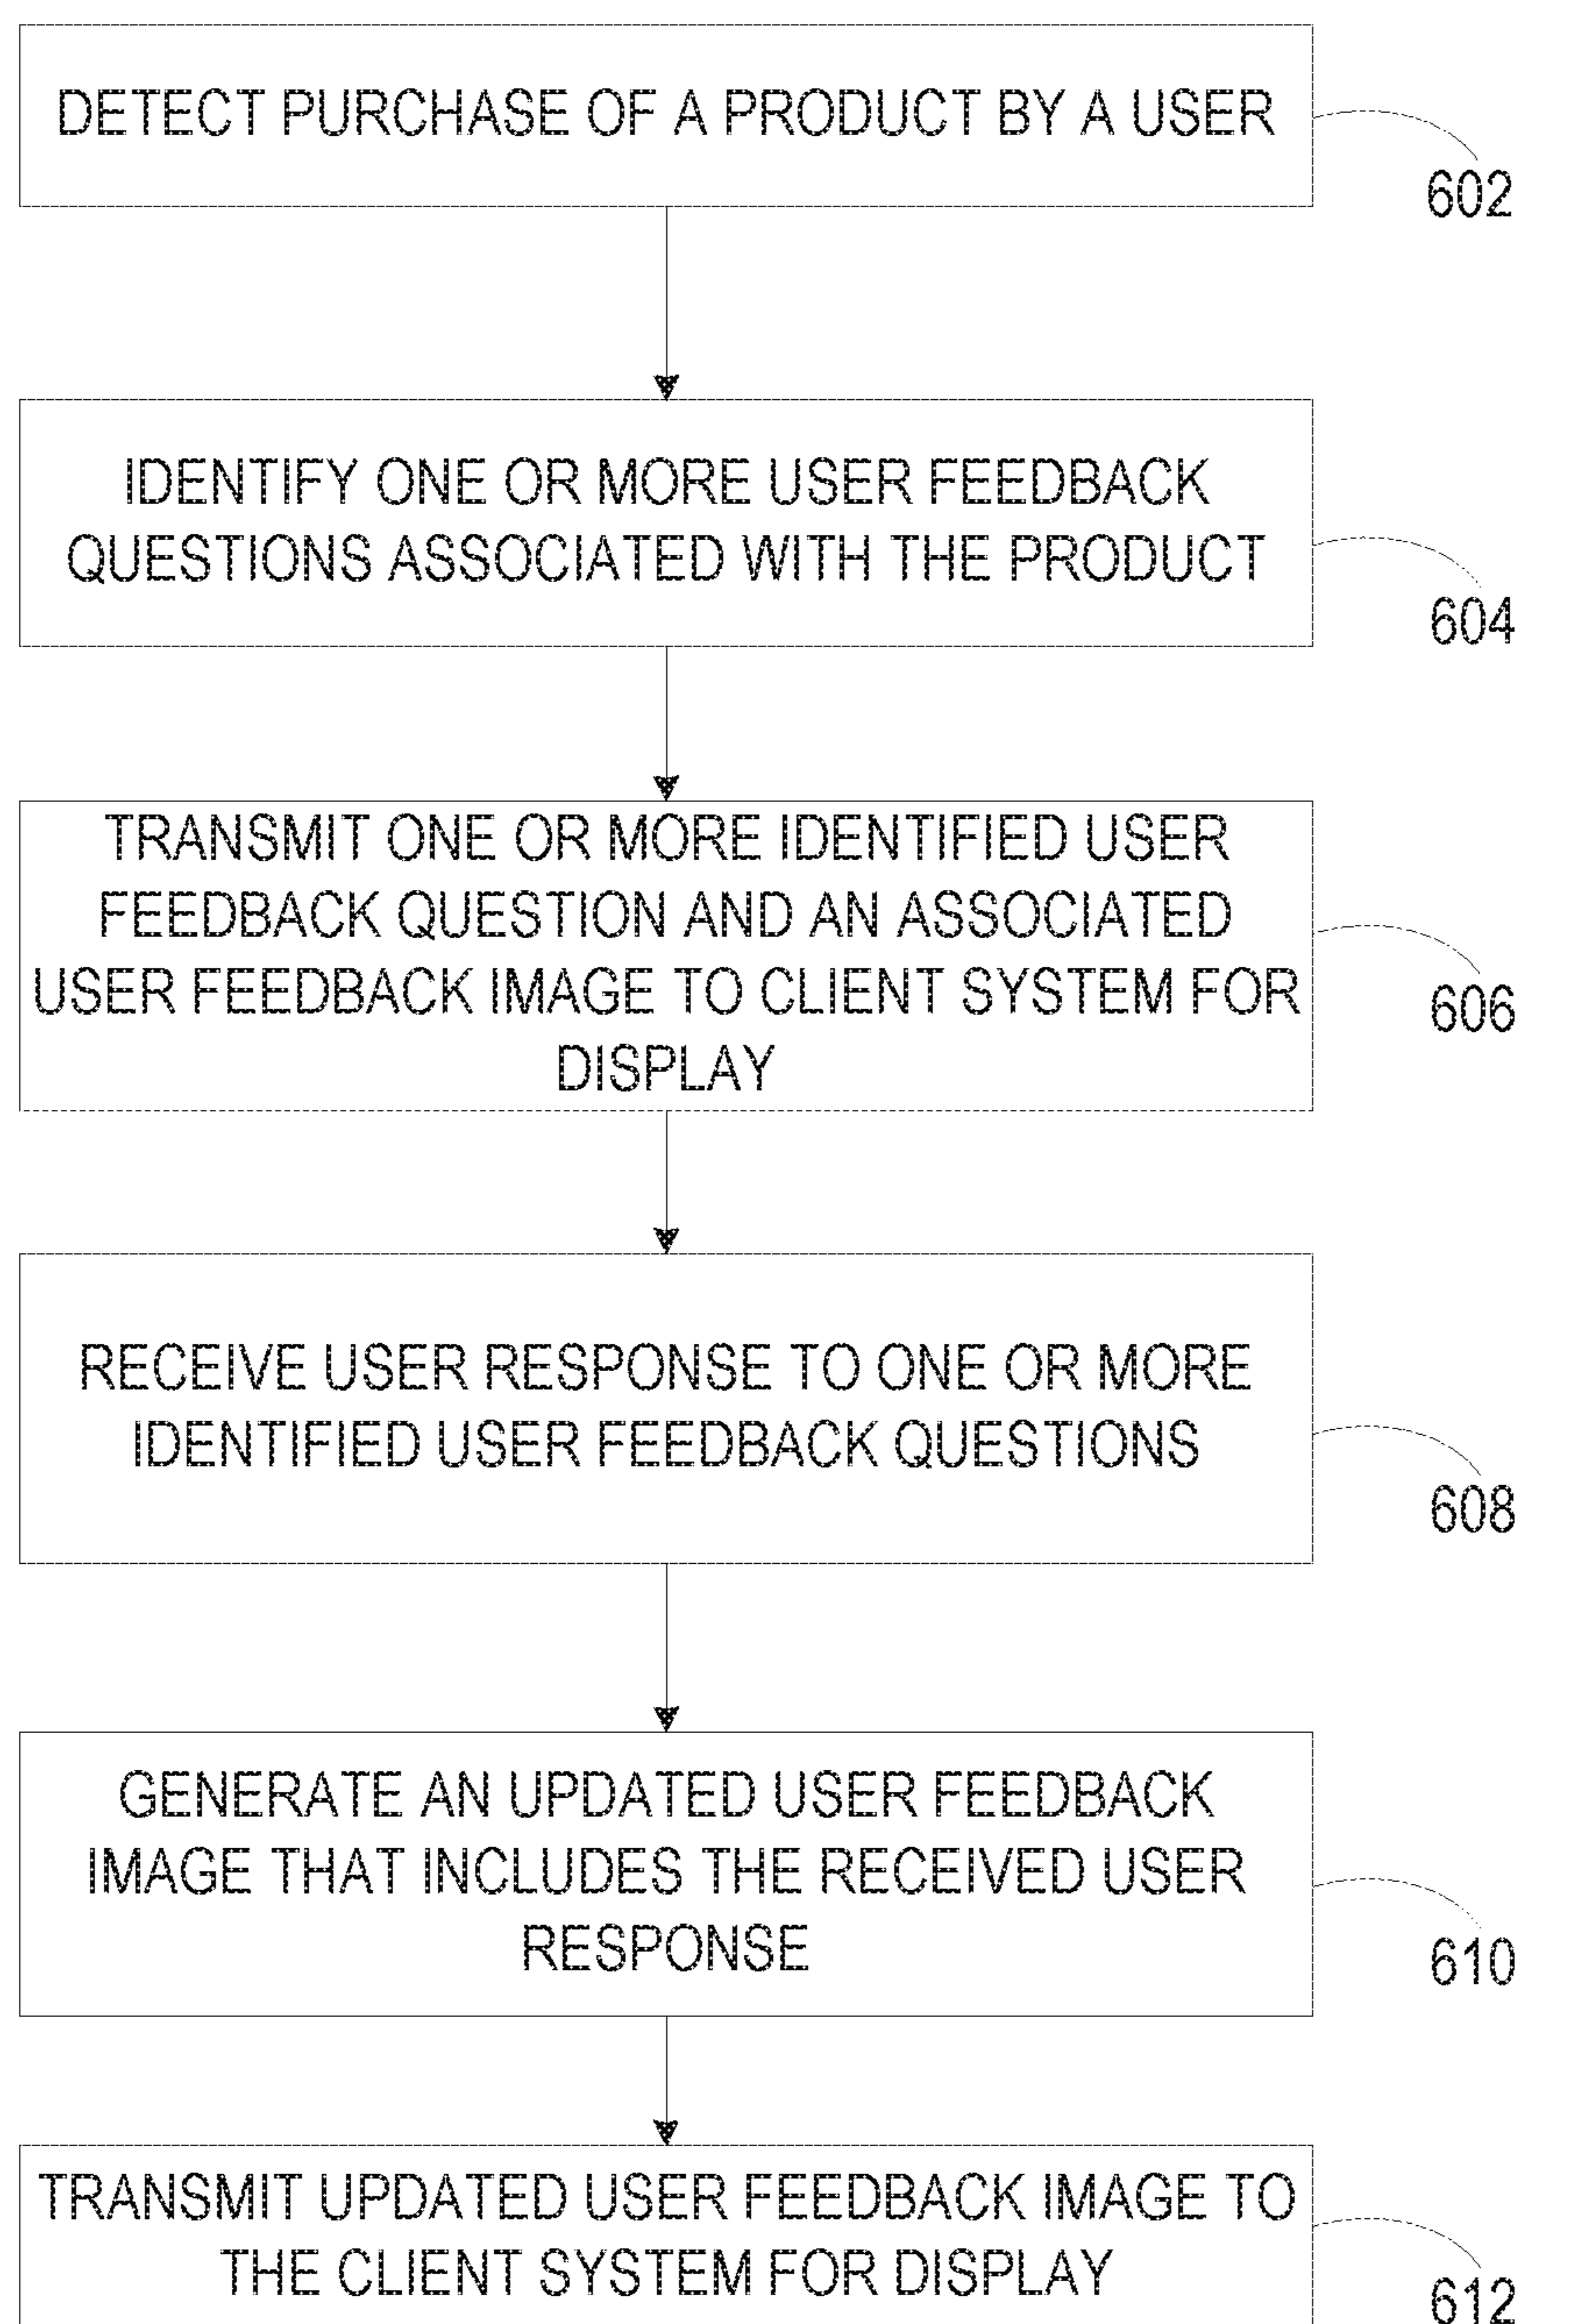 DETECT PURCHASE OF A PRODUCT BY A USER
602
IDENTIFY ONE OR MORE USER FEEDBACK
QUESTIONS ASSOCIATED WITH THE PRODUCT
604
TRANSMIT ONE OR MORE IDENTIFIED USER
FEEDBACK QUESTION AND AN ASSOCIATED
USER FEEDBACK IMAGE TO CLIENT SYSTEM FOR
DISPLAY
606
RECEIVE USER RESPONSE TO ONE OR MORE
IDENTIFIED USER FEEDBACK QUESTIONS
608
GENERATE AN UPDATED USER FEEDBACK
IMAGE THAT INCLUDES THE RECEIVED USER
RESPONSE
610
TRANSMIT UPDATED USER FEEDBACK IMAGE TO
THE CLIENT SYSTEM FOR DISPLAY
612